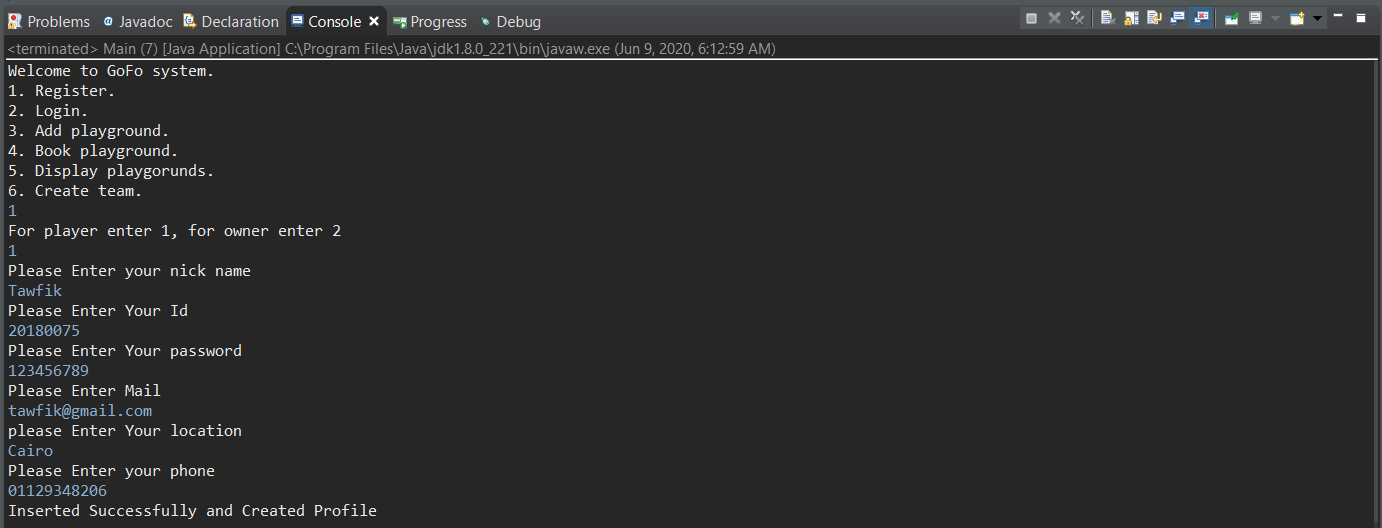 Problems Javadoc Declaration Console Progress Debug
<terminated> Main (7) [Java Application] C:\Program Files\Java\jdk1.8.0_221\bin\javaw.exe (Jun 9, 2020, 6:12:59 AM)
Welcome to GoFo system.
1. Register.
2. Login.
3. Add playground.
4. Book playground.
5. Display playgorunds.
6. Create team.
1
For player enter 1, for owner enter 2
1
Please Enter your nick name
Tawfik
Please Enter Your Id
20180075
Please Enter Your password
123456789
Please Enter Mail
tawfik@gmail.com
please Enter Your location
Cairo
Please Enter your phone
01129348206
Inserted Successfully and Created Profile